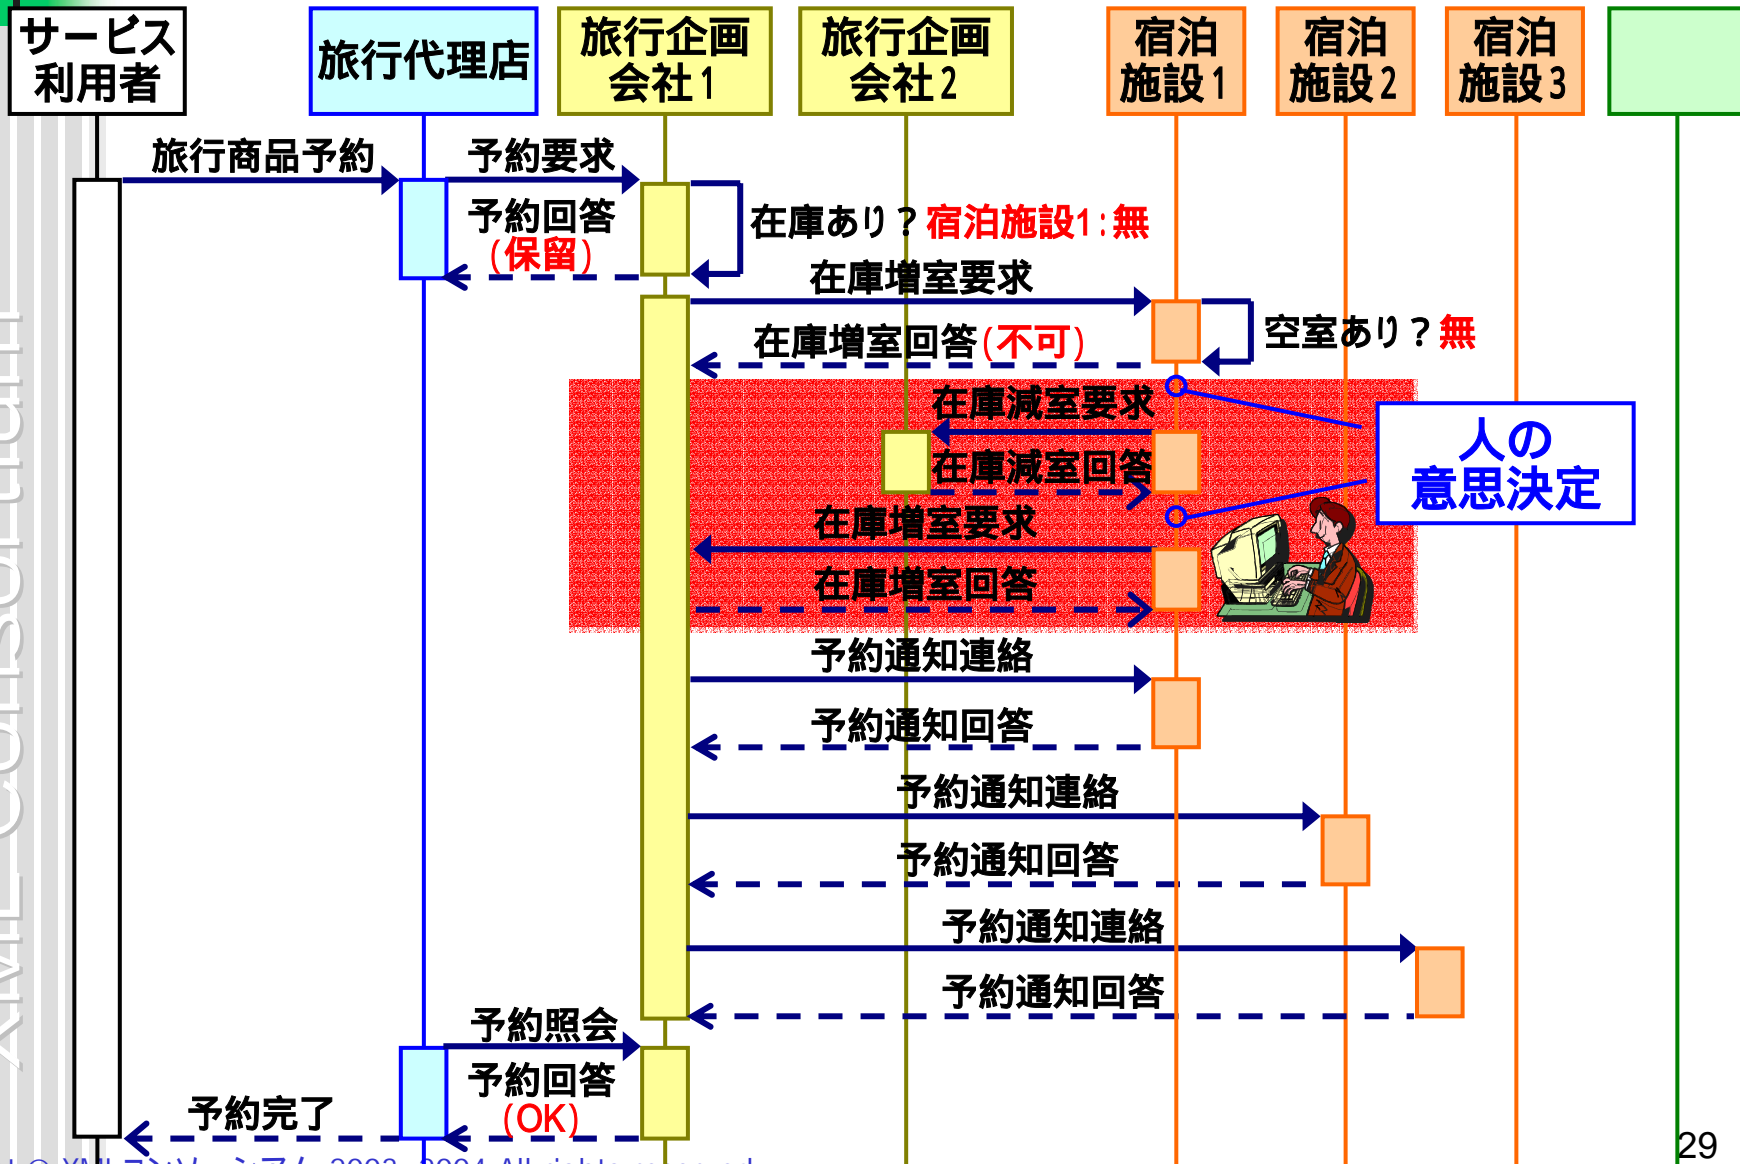 サービス
利用者
旅行代理店
旅行企画
会社1
旅行企画
会社2
宿泊
施設1
宿泊
施設2
宿泊
施設3
旅行商品予約
予約要求
予約回答
(保留)
在庫あり？宿泊施設1:無
在庫増室要求
在庫増室回答(不可)
空室あり？無
在庫減室要求
在庫減室回答
人の
意思決定
在庫増室要求
在庫増室回答
予約通知連絡
予約通知回答
予約通知連絡
予約通知回答
予約通知連絡
予約通知回答
予約照会
予約回答
(OK)
予約完了
XML Consortium
29